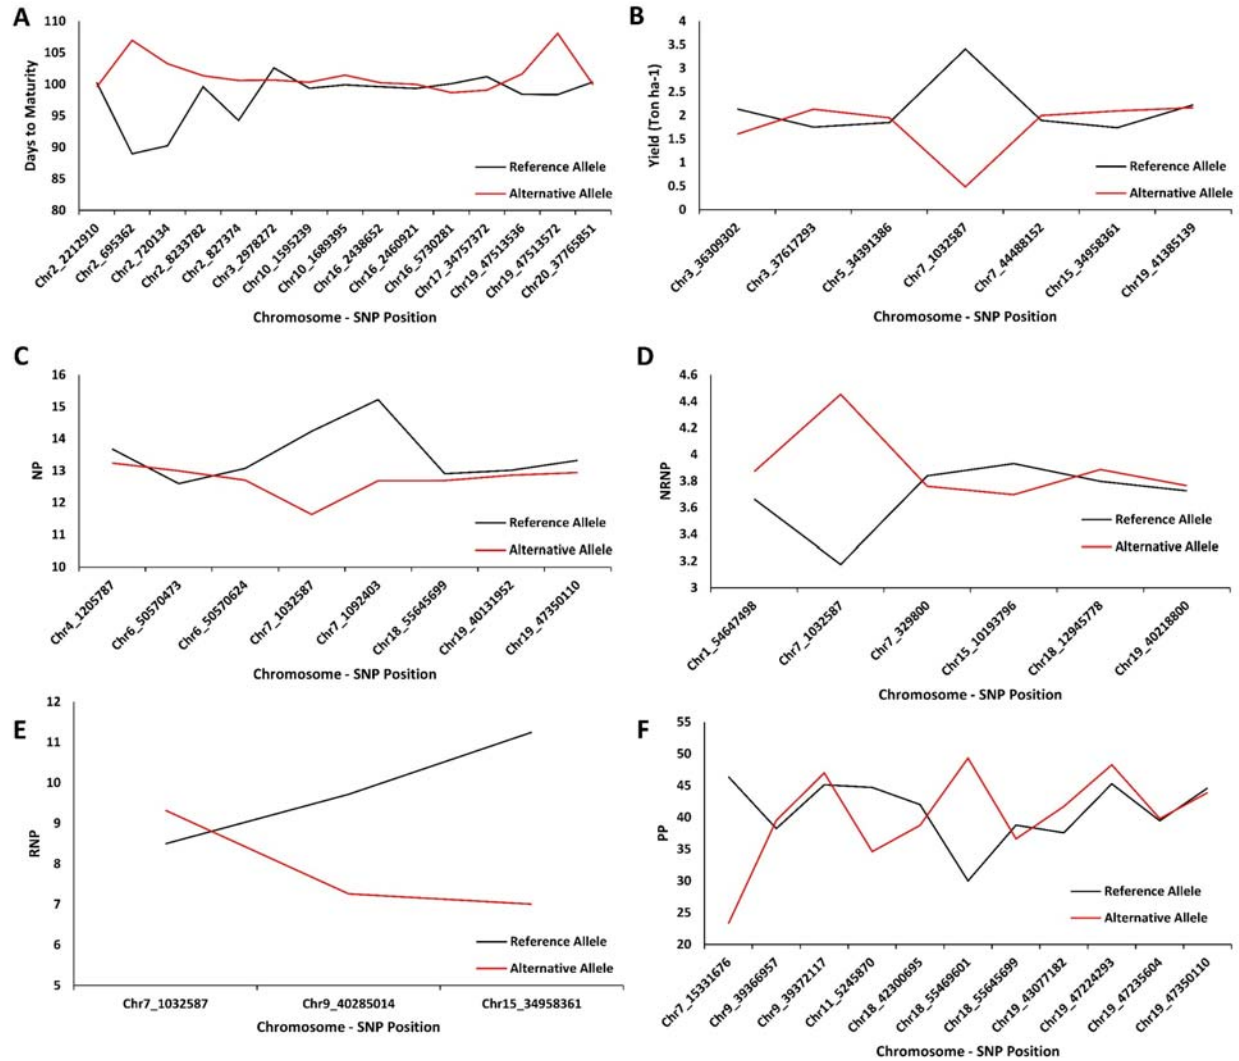 A
110
105
100
95
90
85
80
Days to Maturity
Reference Allele
Alternative Allele
Chr2_2212910
Chr2_695362
Chr2_720134
Chr2_8233782
Chr2_827374
Chr3_2978272
Chr10_1595239
Chr10_1689395
Chr16_2438652
Chr16_2460921
Chr16_5730281
Chr17_34757372
Chr19_47513536
Chr19_47513572
Chr20_37765851
Chromosome - SNP Position
B
4
3.5
3
2.5
2
1.5
1
0.5
0
Yield (Ton ha-1)
Reference Allele
Alternative Allele
Chr3_36309302
Chr3_37617293
Chr5_34391386
Chr7_1032587
Chr7_44488152
Chr15_34958361
Chr19_41385139
Chromosome - SNP Position
C
16
15
14
13
12
11
10
NP
Reference Allele
Alternative Allele
Chr4_1205787
Chr6_50570473
Chr6_50570624
Chr7_1032587
Chr7_1092403
Chr18_55645699
Chr19_40131952
Chr19_47350110
Chromosome - SNP Position
D
4.6
4.4
4.2
4
3.8
3.6
3.4
3.2
3
NRNP
Reference Allele
Alternative Allele
Chr1_54647498
Chr7_1032587
Chr7_329800
Chr15_10193796
Chr18_12945778
Chr19_40218800
Chromosome - SNP Position
E
12
11
10
9
8
7
6
5
RNP
Reference Allele
Alternative Allele
Chr7_1032587
Chr9_40285014
Chr15_34958361
Chromosome - SNP Position
F
55
50
45
40
35
30
25
20
PP
Reference Allele
Alternative Allele
Chr7_15331676
Chr9_39366957
Chr9_39372117
Chr11_5245870
Chr18_42300695
Chr18_55469601
Chr18_55645699
Chr19_43077182
Chr19_47224293
Chr19_47235604
Chr19_47350110
Chromosome - SNP Position